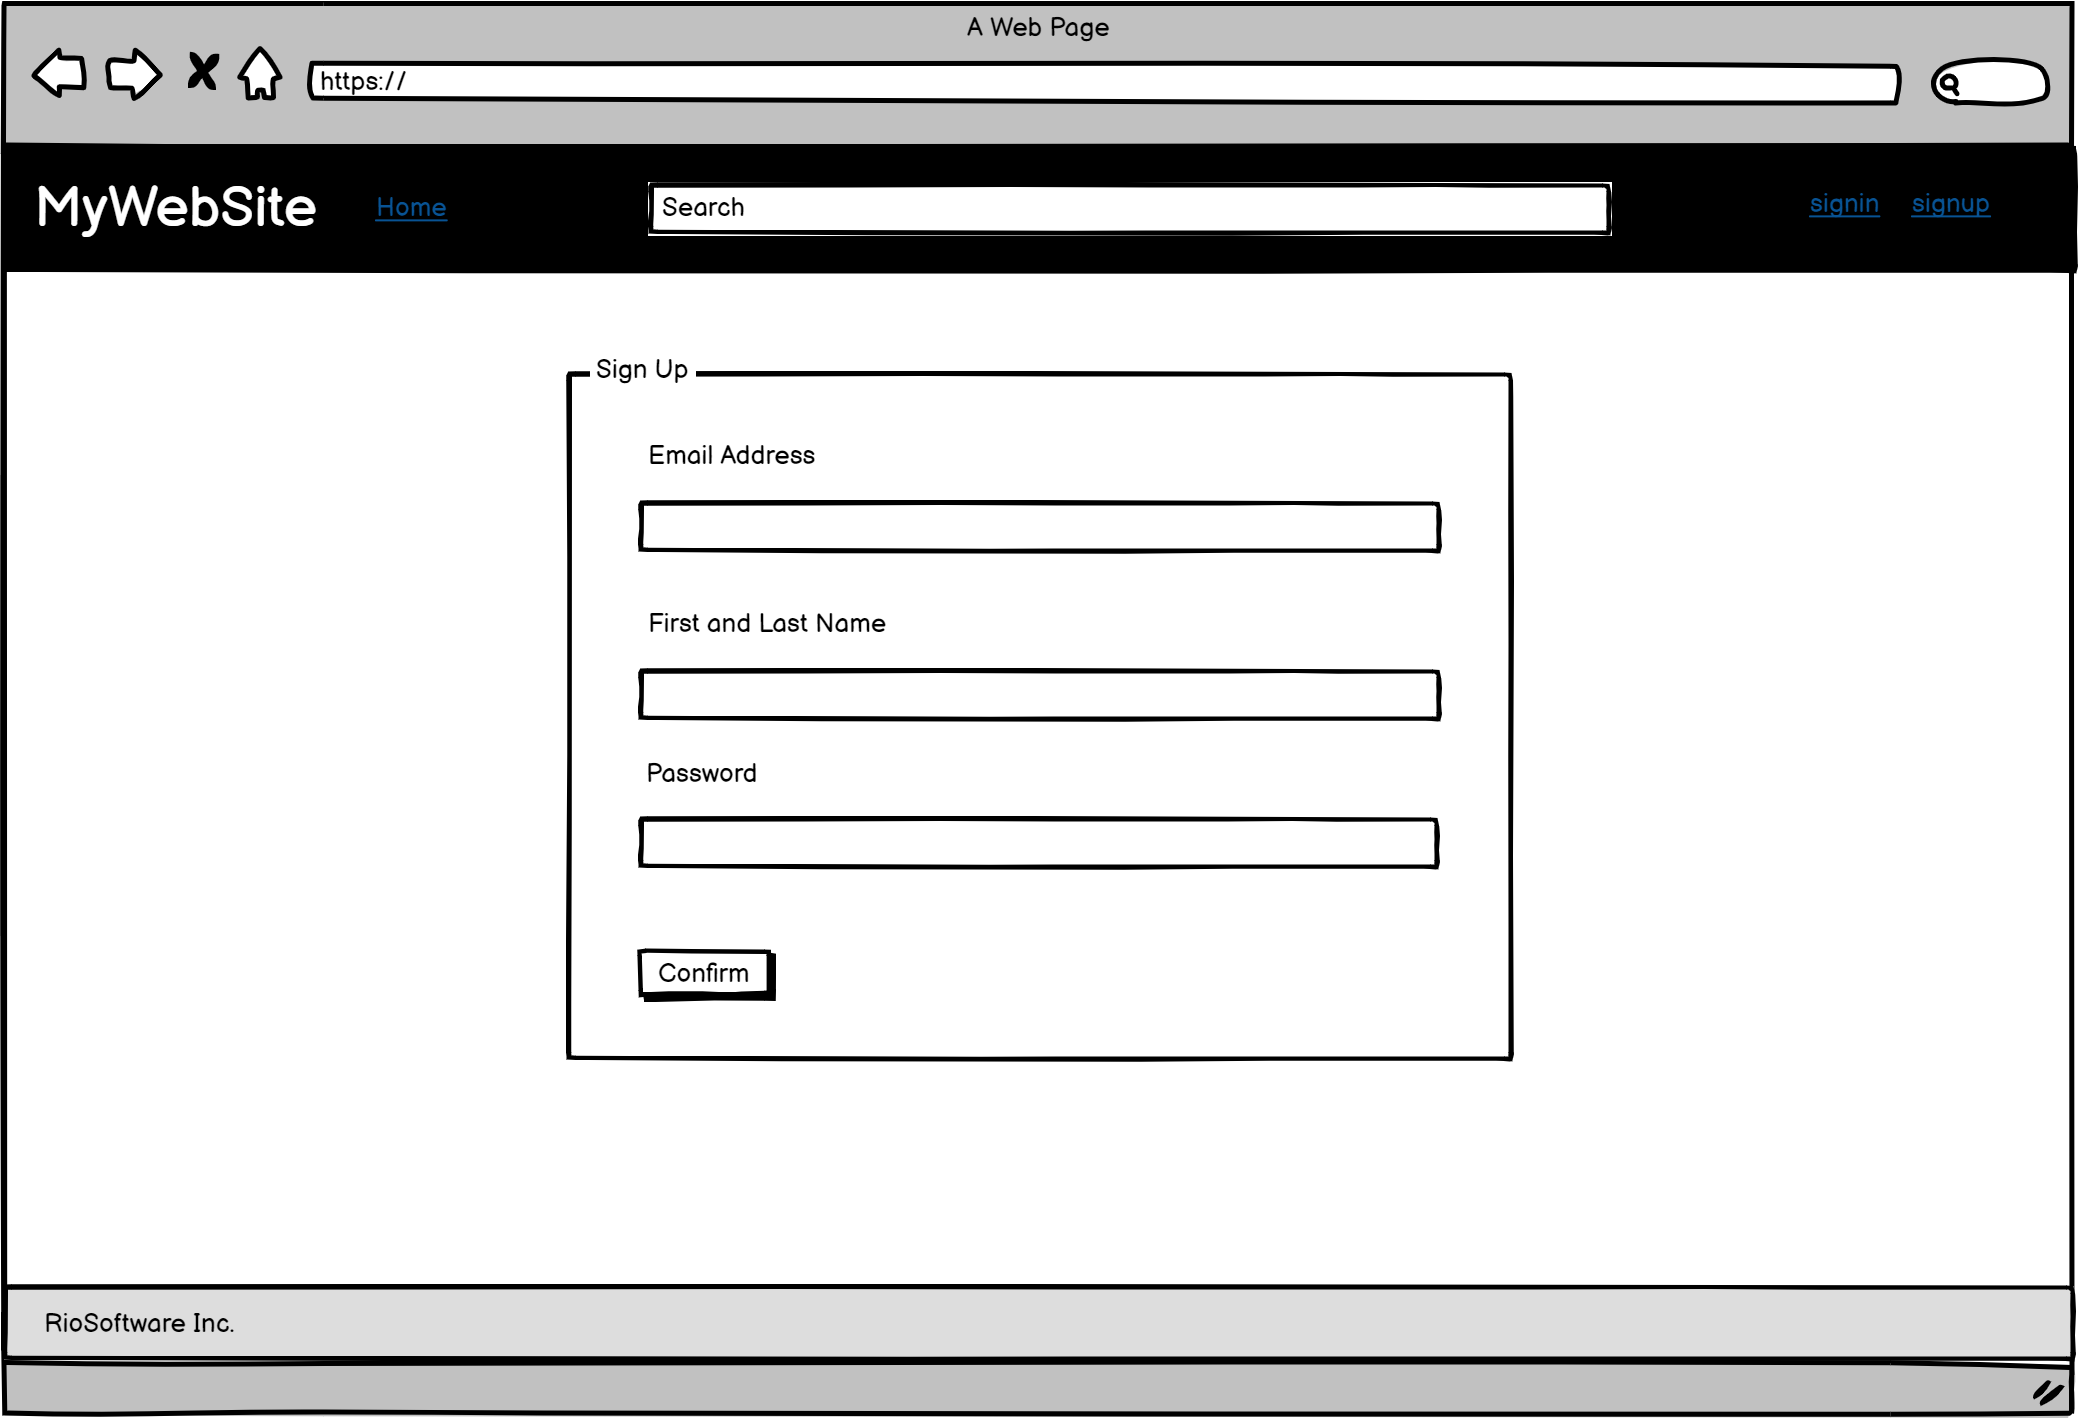 A Web Page
https://
MyWebSite
Home
Search
signin
signup
Sign Up
Email Address
First and Last Name
Password
Confirm
RioSoftware Inc.